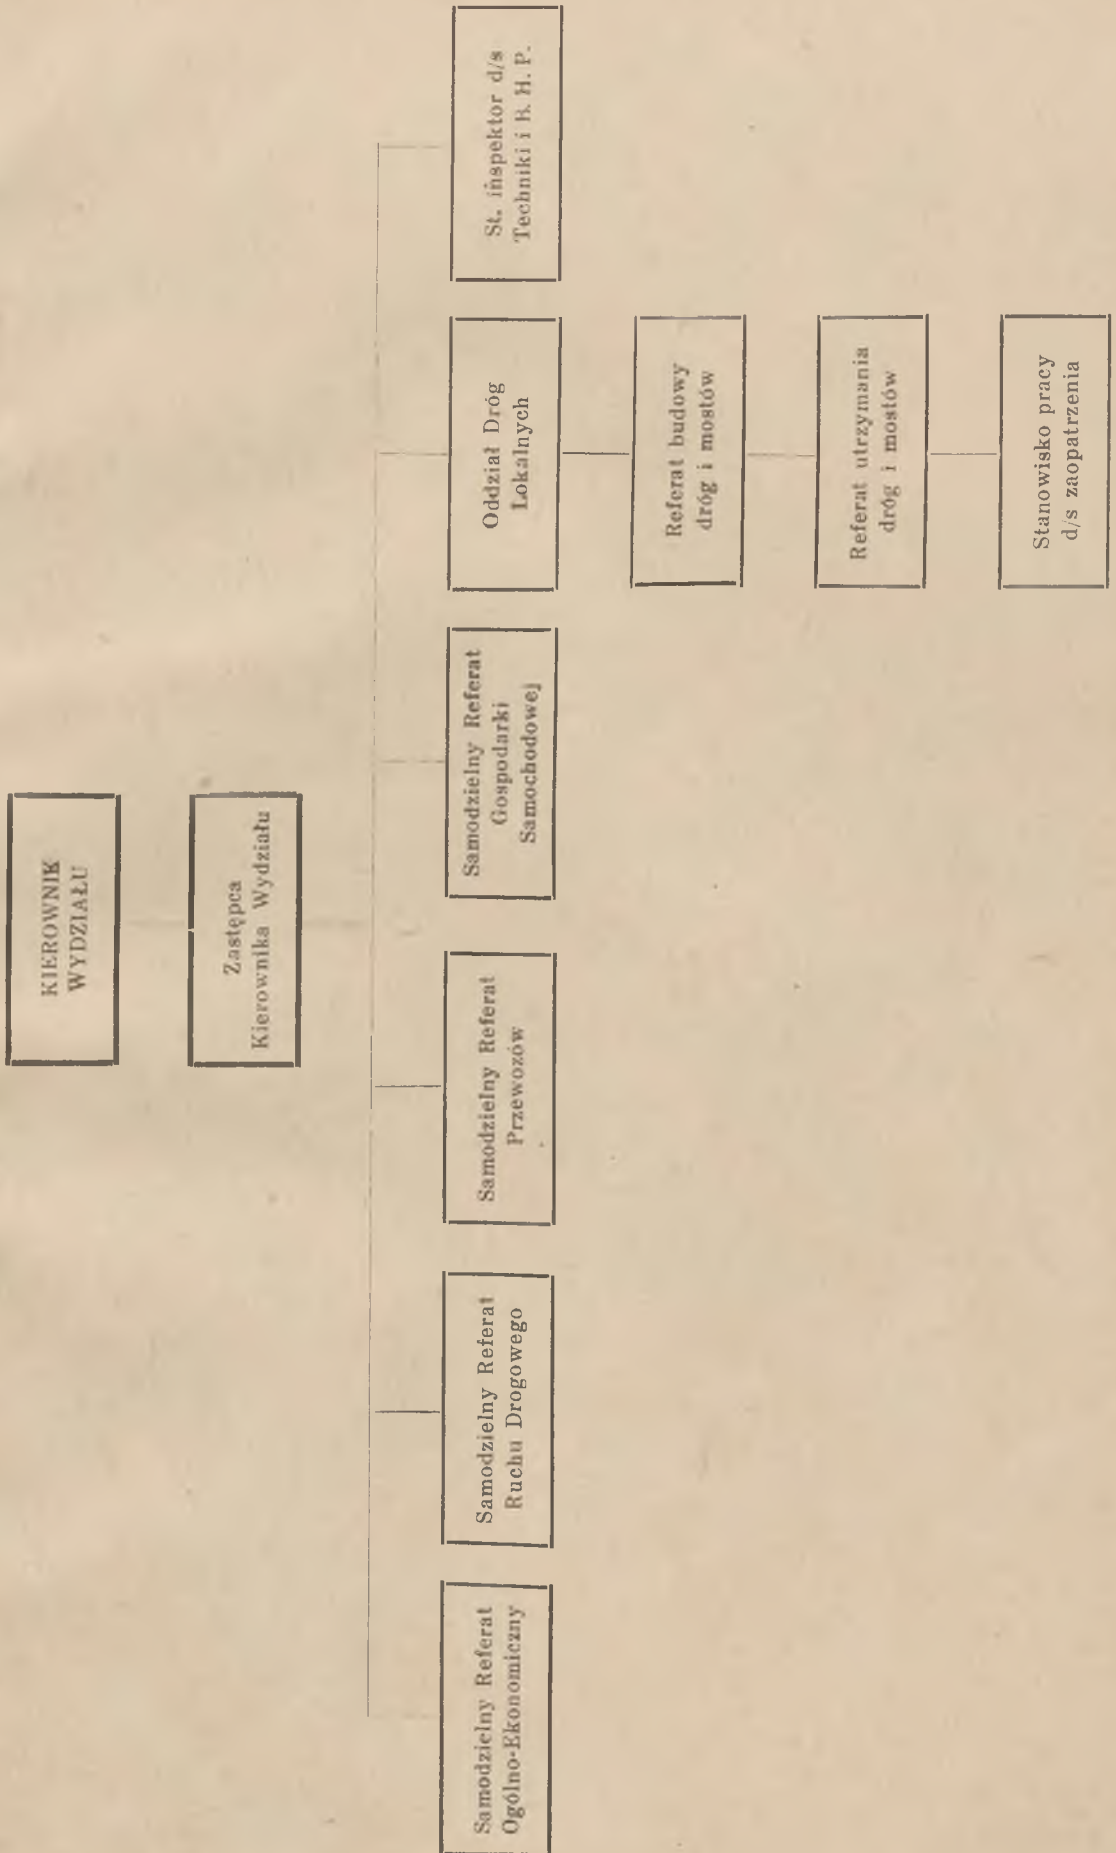 KIEROWNIK
WYDZIAŁU
Zastępca
Kierownika Wydziału
Samodzielny Referat
Ogólno-Ekonomiczny
Samodzielny Referat
Ruchu Drogowego
Samodzielny Referat
Przewozów
Samodzielny Referat
Gospodarki
Samochodowej
Oddział Dróg
Lokalnych
St. inspektor d/s
Techniki i B. H. P.
Referat budowy
dróg i mostów
Referat utrzymania
dróg i mostów
Stanowisko pracy
d/s zaopatrzenia